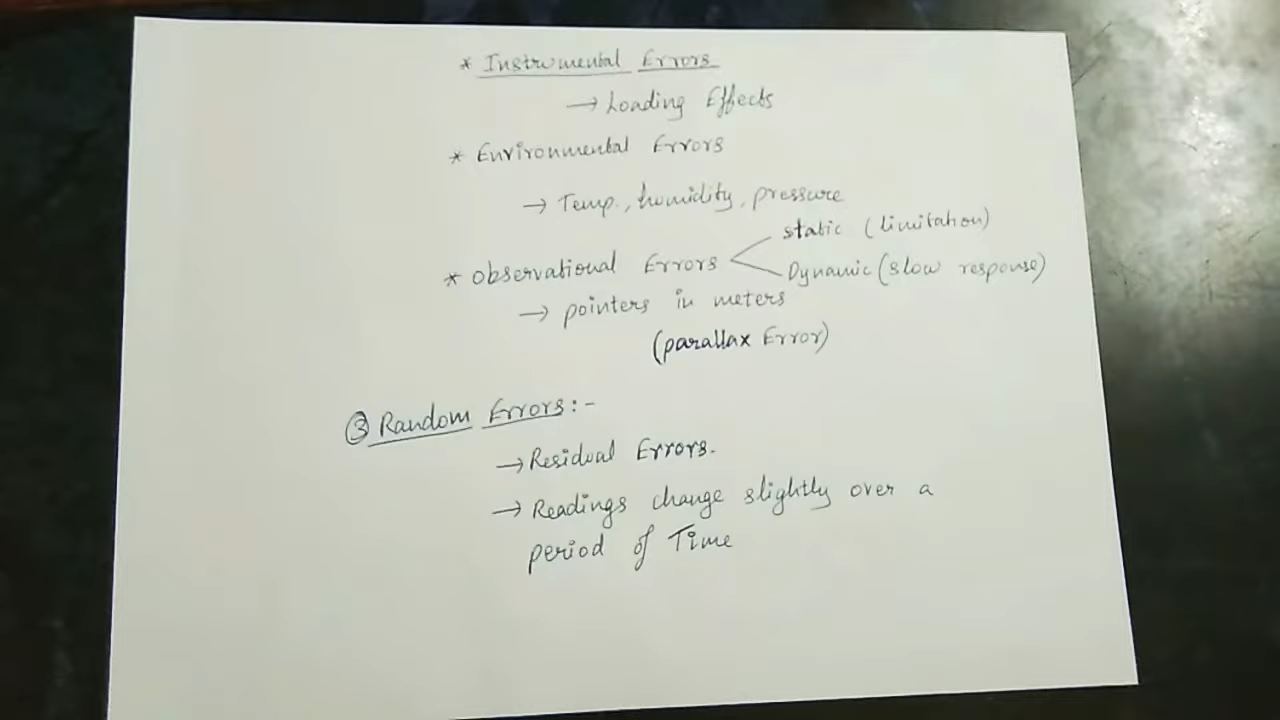 * Instrumental Errors
→ Loading Effects
* Environmental Errors
→ Temp., humidity, pressure
static (limitation)
* Observational Errors
Dynamic (slow response)
→ pointers in meters
(parallax Error)
③ Random Errors:-
→ Residual Errors.
→ Readings change slightly over a
period of Time